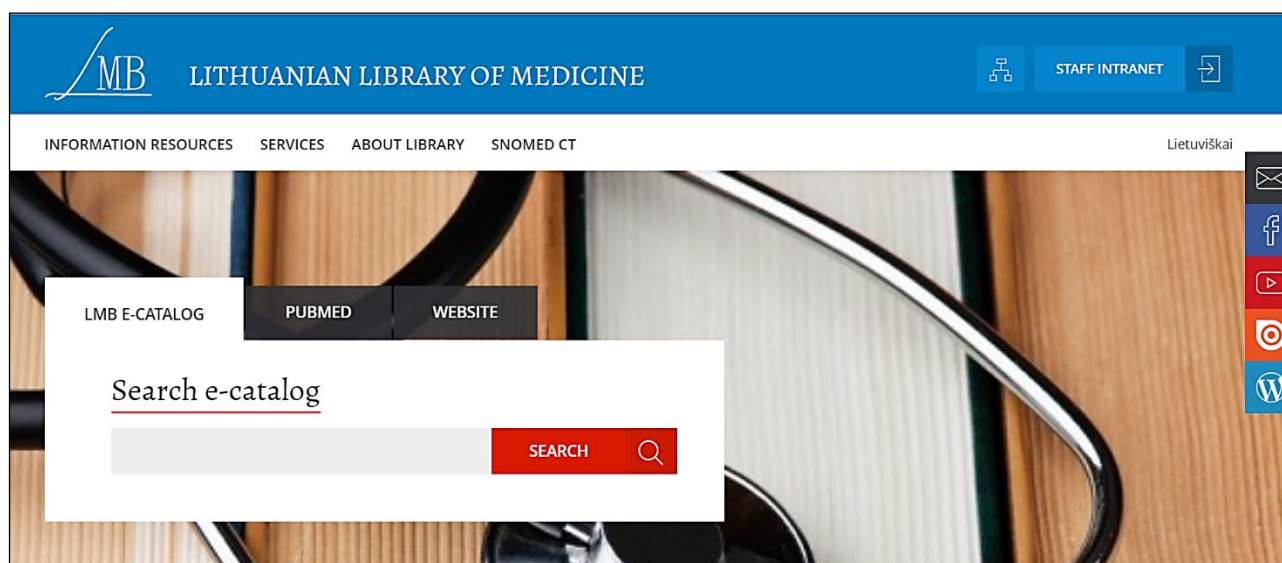 LMB LITHUANIAN LIBRARY OF MEDICINE
STAFF INTRANET
INFORMATION RESOURCES SERVICES ABOUT LIBRARY SNOMED CT
Lietuviškai
LMB E-CATALOG PUBMED WEBSITE
Search e-catalog
SEARCH